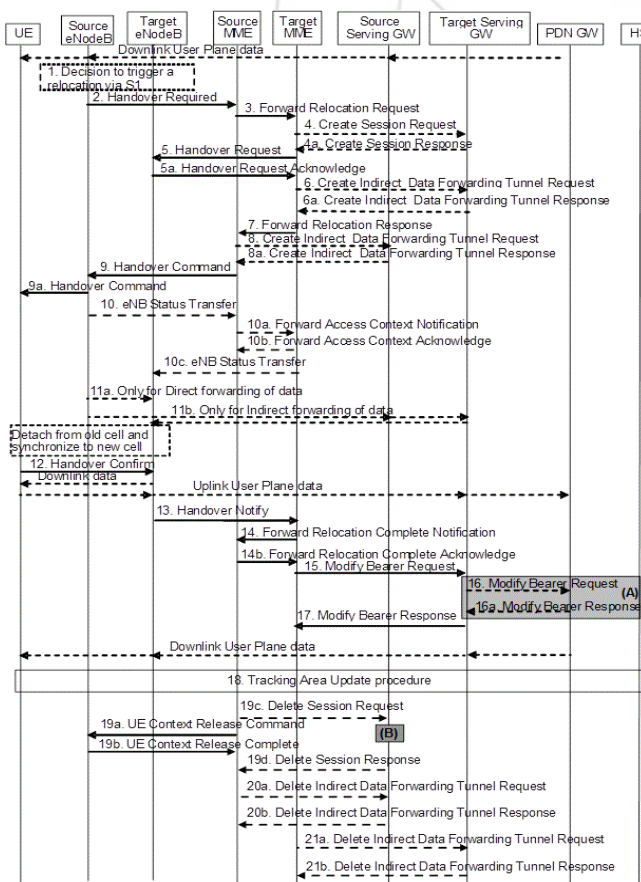 UE
Source eNodeB
Target eNodeB
Source MME
Target MME
Source Serving GW
Target Serving GW
PDN GW
HS
Downlink User Plane data
1. Decision to trigger a
relocation via S1
2. Handover Required
3. Forward Relocation Request
4. Create Session Request
4a. Create Session Response
5. Handover Request
5a. Handover Request Acknowledge
6. Create Indirect Data Forwarding Tunnel Request
6a. Create Indirect Data Forwarding Tunnel Response
7. Forward Relocation Response
8. Create Indirect Data Forwarding Tunnel Request
8a. Create Indirect Data Forwarding Tunnel Response
9. Handover Command
9a. Handover Command
10. eNB Status Transfer
10a. Forward Access Context Notification
10b. Forward Access Context Acknowledge
10c. eNB Status Transfer
11a. Only for Direct forwarding of data
11b. Only for Indirect forwarding of data
Detach from old cell and
synchronize to new cell
12. Handover Confirm
Downlink data
Uplink User Plane data
13. Handover Notify
14. Forward Relocation Complete Notification
14b. Forward Relocation Complete Acknowledge
15. Modify Bearer Request
16. Modify Bearer Request
(A)
16a. Modify Bearer Response
17. Modify Bearer Response
Downlink User Plane data
18. Tracking Area Update procedure
19c. Delete Session Request
19a. UE Context Release Command
(B)
19b. UE Context Release Complete
19d. Delete Session Response
20a. Delete Indirect Data Forwarding Tunnel Request
20b. Delete Indirect Data Forwarding Tunnel Response
21a. Delete Indirect Data Forwarding Tunnel Request
21b. Delete Indirect Data Forwarding Tunnel Response